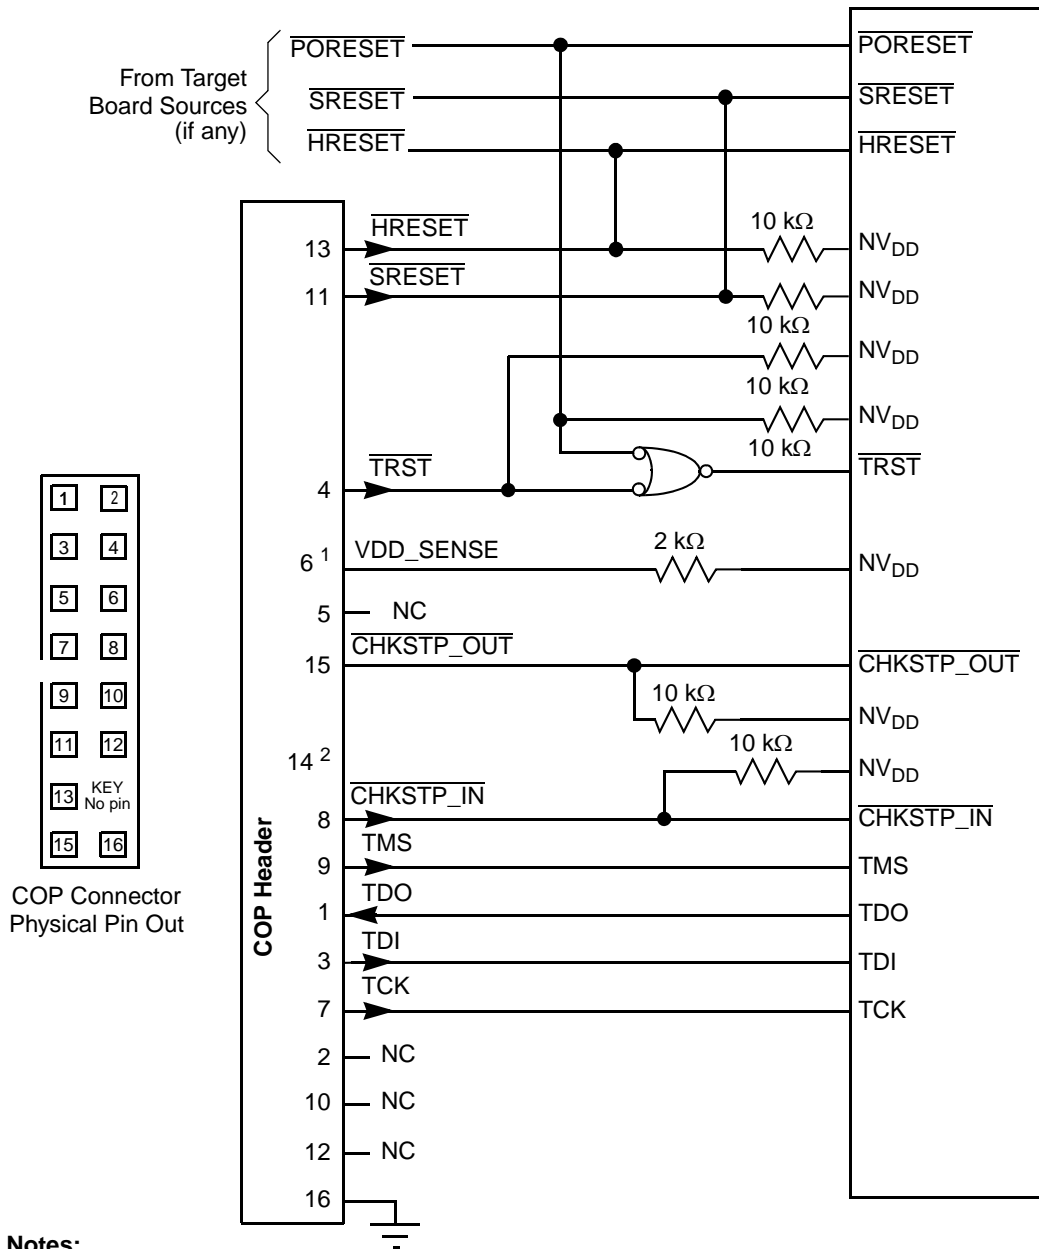 From Target
Board Sources
(if any)
PORESET
SRESET
HRESET
PORESET
SRESET
HRESET
13
HRESET
10 kΩ
NVDD
11
SRESET
10 kΩ
NVDD
10 kΩ
NVDD
10 kΩ
NVDD
4
TRST
TRST
6 1
VDD_SENSE
2 kΩ
NVDD
5
NC
15
CHKSTP_OUT
CHKSTP_OUT
10 kΩ
NVDD
14 2
10 kΩ
NVDD
8
CHKSTP_IN
CHKSTP_IN
9
TMS
TMS
1
TDO
TDO
3
TDI
TDI
7
TCK
TCK
2
NC
10
NC
12
NC
16
COP Header
1 2
3 4
5 6
7 8
9 10
11 12
13 KEY
No pin
15 16
COP Connector
Physical Pin Out
Notes: